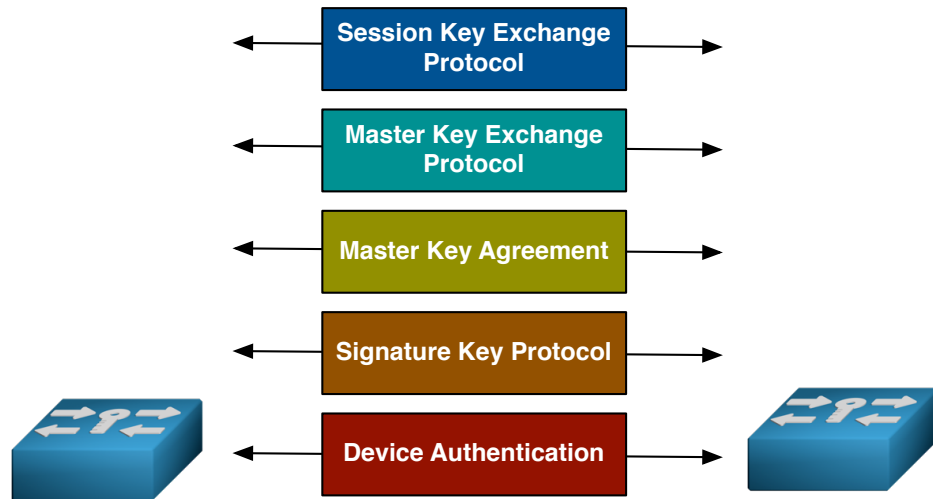 Session Key Exchange
Protocol
Master Key Exchange
Protocol
Master Key Agreement
Signature Key Protocol
Device Authentication